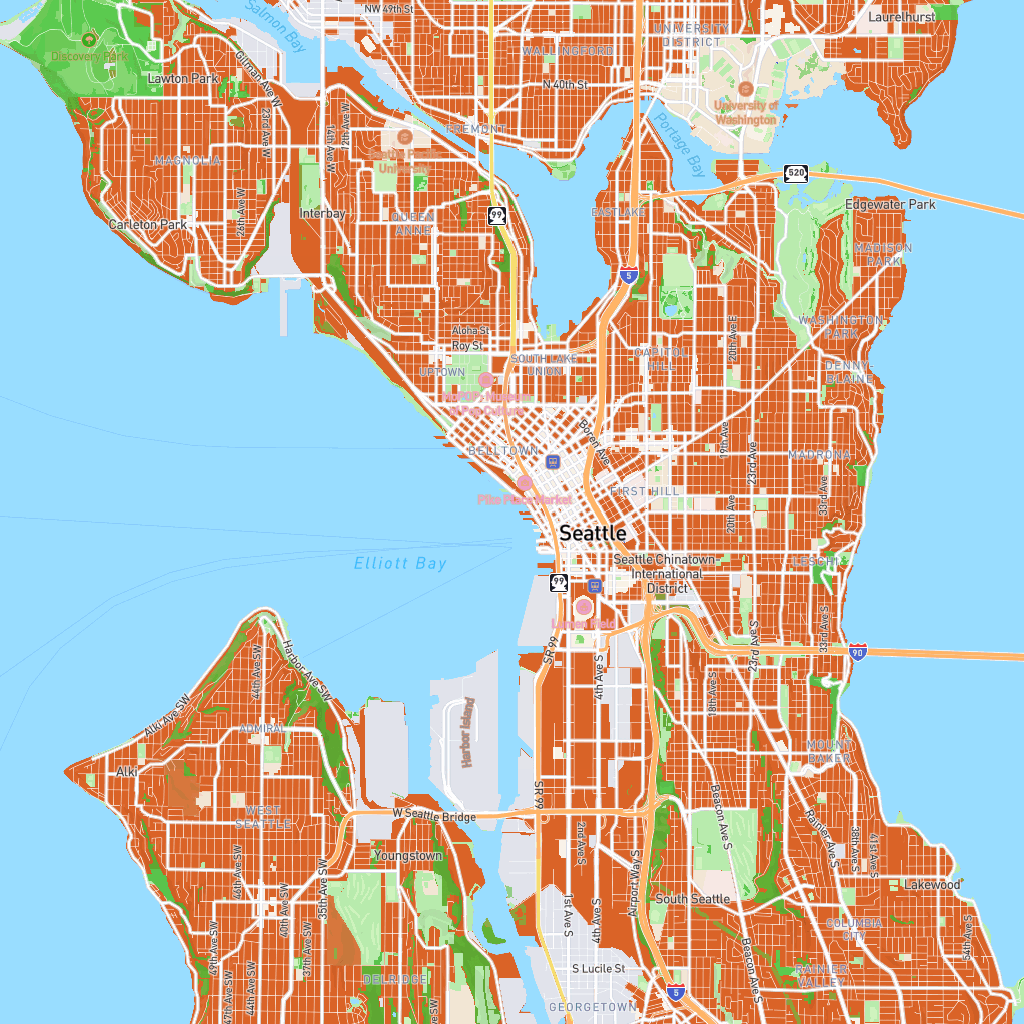 NW 49th St
Salmon Bay
Discovery Park
Lawton Park
Gilman Ave W
WALLINGFORD
UNIVERSITY
DISTRICT
Laurelhurst
N 40th St
University of
Washington
23rd Ave W
14th Ave W
12th Ave W
FREMONT
Portage Bay
MAGNOLIA
Seattle Pacific
University
520
26th Ave W
Carleton Park
Interbay
QUEEN
ANNE
99
EASTLAKE
Edgewater Park
MADISON
PARK
5
Aloha St
Roy St
20th Ave E
WASHINGTON
PARK
UPTOWN
SOUTH LAKE
UNION
CAPITOL
HILL
DENNY-
BLAINE
MoPOP - Museum
of Pop Culture
BELLTOWN
Boren Ave
19th Ave
23rd Ave
MADRONA
Pike Place Market
FIRST HILL
20th Ave
33rd Ave
Seattle
Elliott Bay
Seattle Chinatown-
International
District
LESCHI
99
Lumen Field
SR 99
4th Ave S
23rd Ave S
33rd Ave S
90
44th Ave SW
Harbor Ave SW
Alki Ave SW
18th Ave S
ADMIRAL
Harbor Island
MOUNT
BAKER
Alki
SR 99
WEST
SEATTLE
W Seattle Bridge
2nd Ave S
Beacon Ave S
Rainier Ave S
38th Ave S
41st Ave S
Youngstown
46th Ave SW
40th Ave SW
35th Ave SW
1st Ave S
4th Ave S
Airport Way S
South Seattle
Lakewood
49th Ave SW
37th Ave SW
COLUMBIA
CITY
54th Ave S
47th Ave SW
44th Ave SW
DELRIDGE
S Lucile St
Beacon Ave S
RAINIER
VALLEY
5
GEORGETOWN